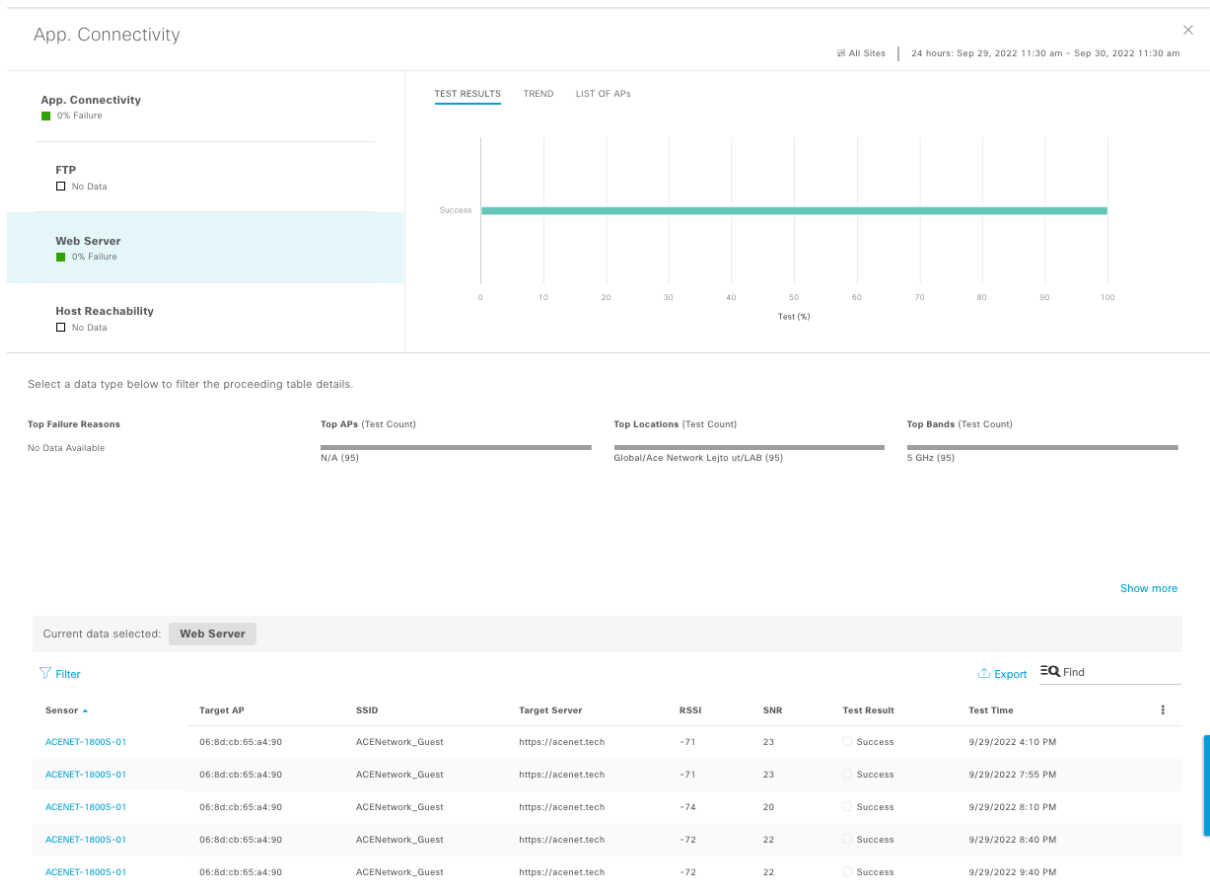 App. Connectivity
All Sites | 24 hours: Sep 29, 2022 11:30 am - Sep 30, 2022 11:30 am
App. Connectivity
0% Failure
FTP
No Data
Web Server
0% Failure
Host Reachability
No Data
TEST RESULTS TREND LIST OF APs
Success
0 10 20 30 40 50 60 70 80 90 100
Test (%)
Select a data type below to filter the proceeding table details.
Top Failure Reasons
No Data Available
Top APs (Test Count)
N/A (95)
Top Locations (Test Count)
Global/Ace Network Lejto ut/LAB (95)
Top Bands (Test Count)
5 GHz (95)
Show more
Current data selected: Web Server
Filter Export Find
Sensor Target AP SSID Target Server RSSI SNR Test Result Test Time
ACENET-1800S-01 06:8d:cb:65:a4:90 ACENetwork_Guest https://acenet.tech -71 23 Success 9/29/2022 4:10 PM
ACENET-1800S-01 06:8d:cb:65:a4:90 ACENetwork_Guest https://acenet.tech -71 23 Success 9/29/2022 7:55 PM
ACENET-1800S-01 06:8d:cb:65:a4:90 ACENetwork_Guest https://acenet.tech -74 20 Success 9/29/2022 8:10 PM
ACENET-1800S-01 06:8d:cb:65:a4:90 ACENetwork_Guest https://acenet.tech -72 22 Success 9/29/2022 8:40 PM
ACENET-1800S-01 06:8d:cb:65:a4:90 ACENetwork_Guest https://acenet.tech -72 22 Success 9/29/2022 9:40 PM